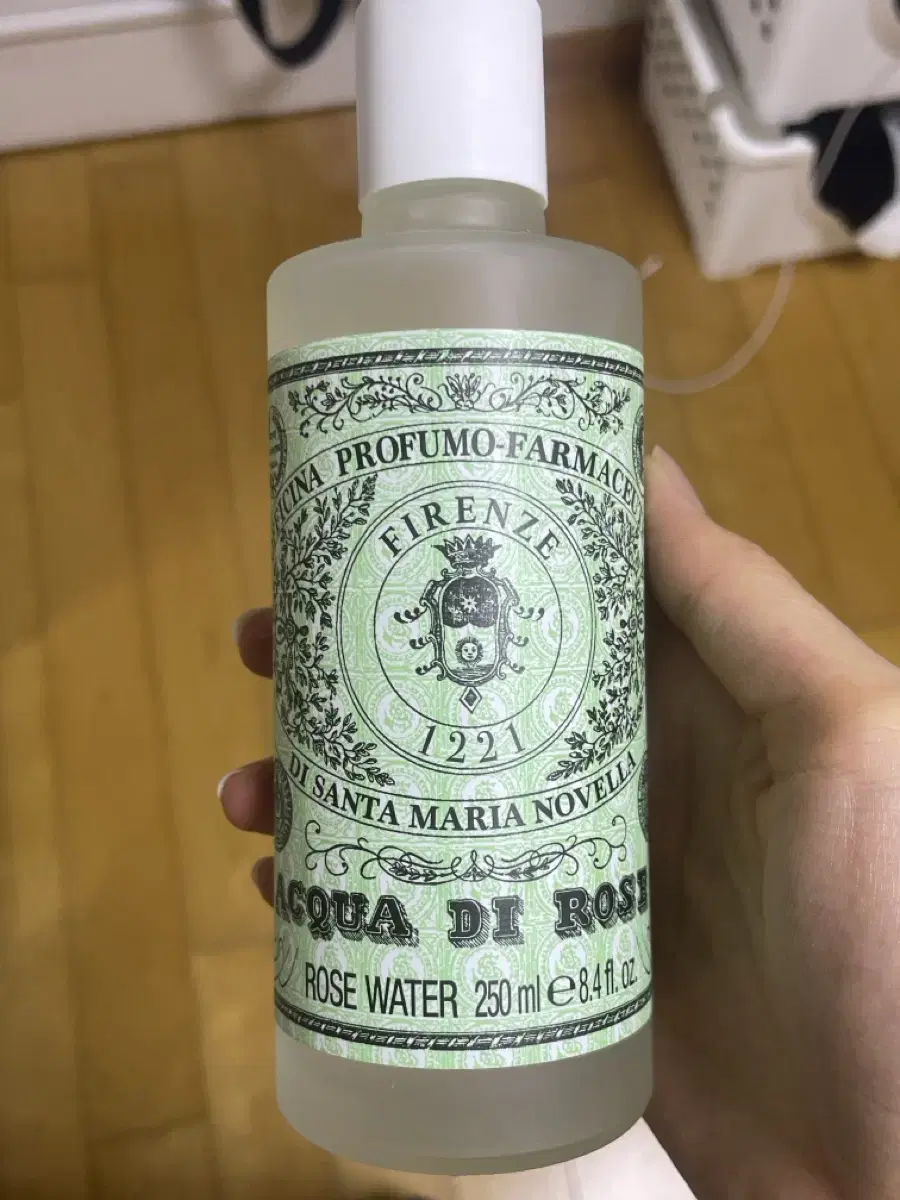 PROFUMO-FARMACEU
FIRENZE
1221
DI SANTA MARIA NOVELLA
ACQUA DI ROSE
ROSE WATER 250 ml ℮ 8.4 fl. oz.